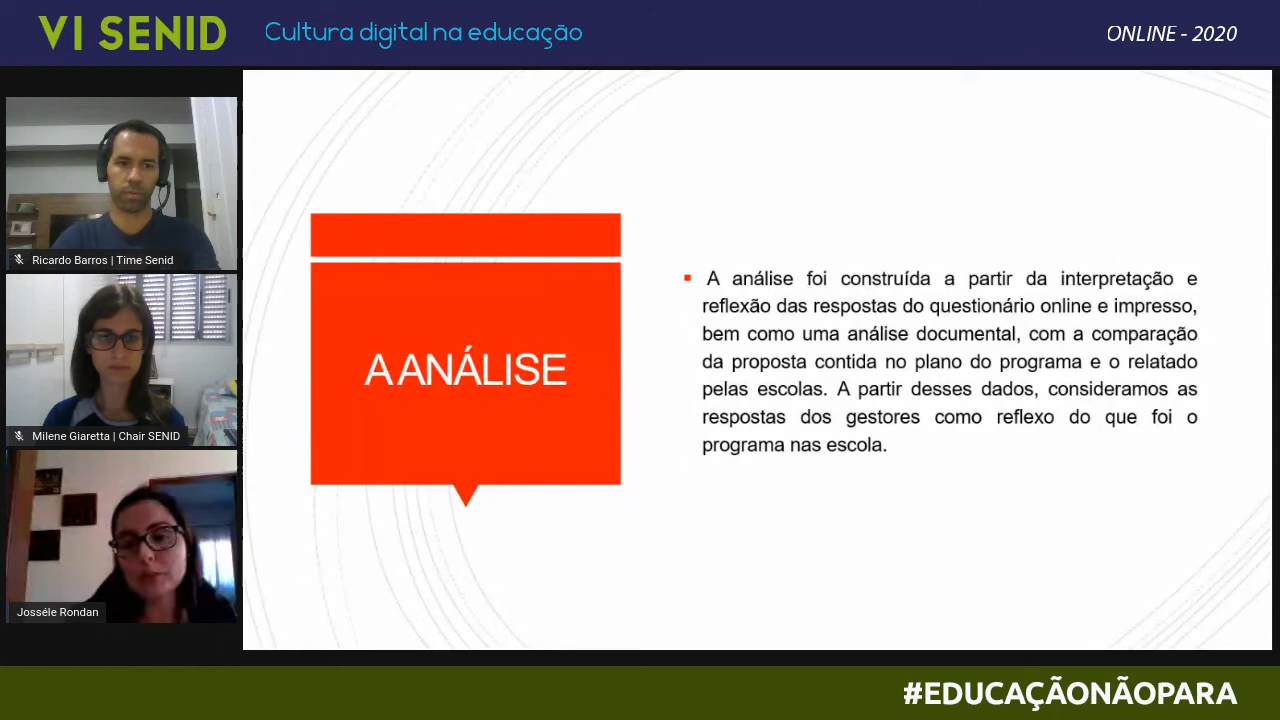 VI SENID
Cultura digital na educação
ONLINE - 2020
Ricardo Barros | Time Senid
Milene Giaretta | Chair SENID
Josséle Rondan
A ANÁLISE
A análise foi construída a partir da interpretação e
reflexão das respostas do questionário online e impresso,
bem como uma análise documental, com a comparação
da proposta contida no plano do programa e o relatado
pelas escolas. A partir desses dados, consideramos as
respostas dos gestores como reflexo do que foi o
programa nas escola.
#EDUCAÇÃONÃOPARA